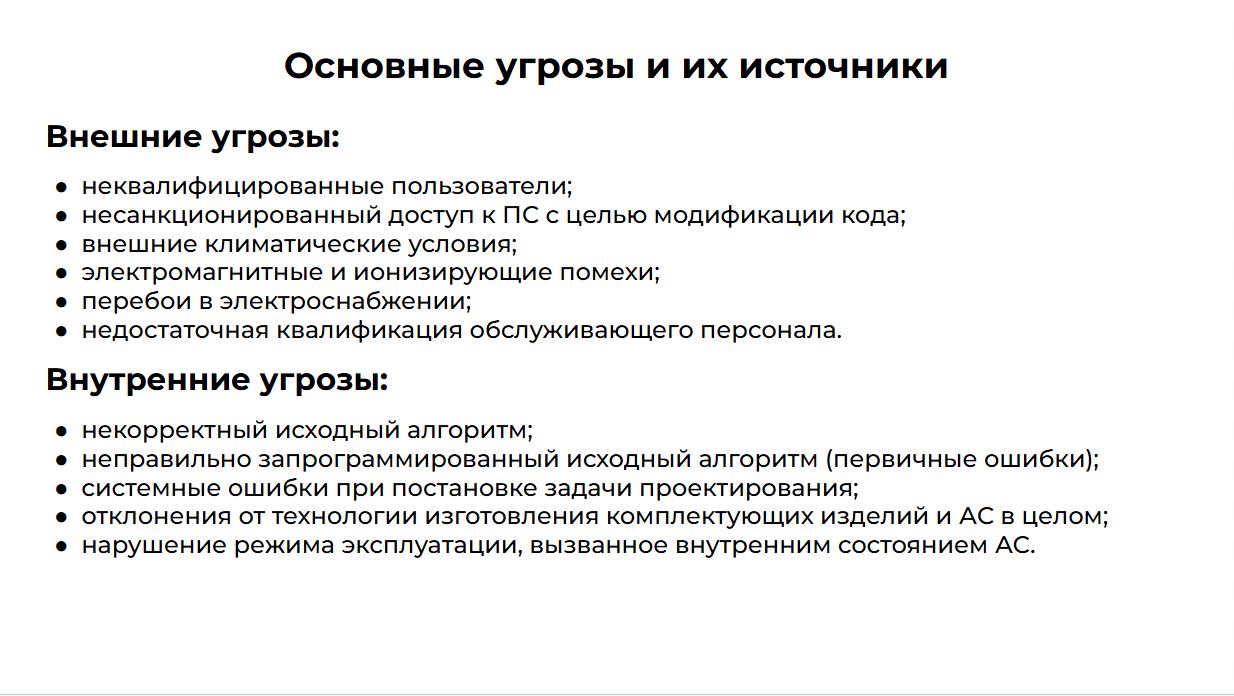 Основные угрозы и их источники
Внешние угрозы:
● неквалифицированные пользователи;
● несанкционированный доступ к ПС с целью модификации кода;
● внешние климатические условия;
● электромагнитные и ионизирующие помехи;
● перебои в электроснабжении;
● недостаточная квалификация обслуживающего персонала.
Внутренние угрозы:
● некорректный исходный алгоритм;
● неправильно запрограммированный исходный алгоритм (первичные ошибки);
● системные ошибки при постановке задачи проектирования;
● отклонения от технологии изготовления комплектующих изделий и АС в целом;
● нарушение режима эксплуатации, вызванное внутренним состоянием АС.